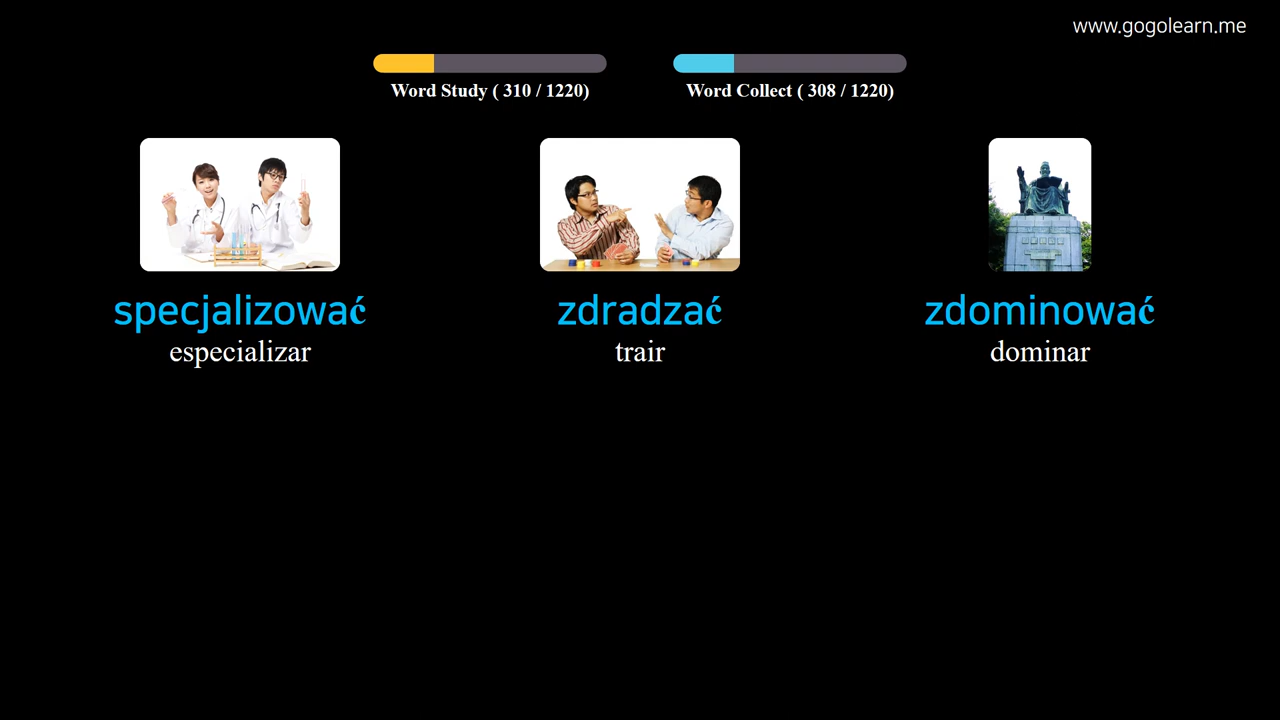 www.gogolearn.me
Word Study ( 310 / 1220)
Word Collect ( 308 / 1220)
specjalizować
zdradzać
zdominować
especializar
trair
dominar